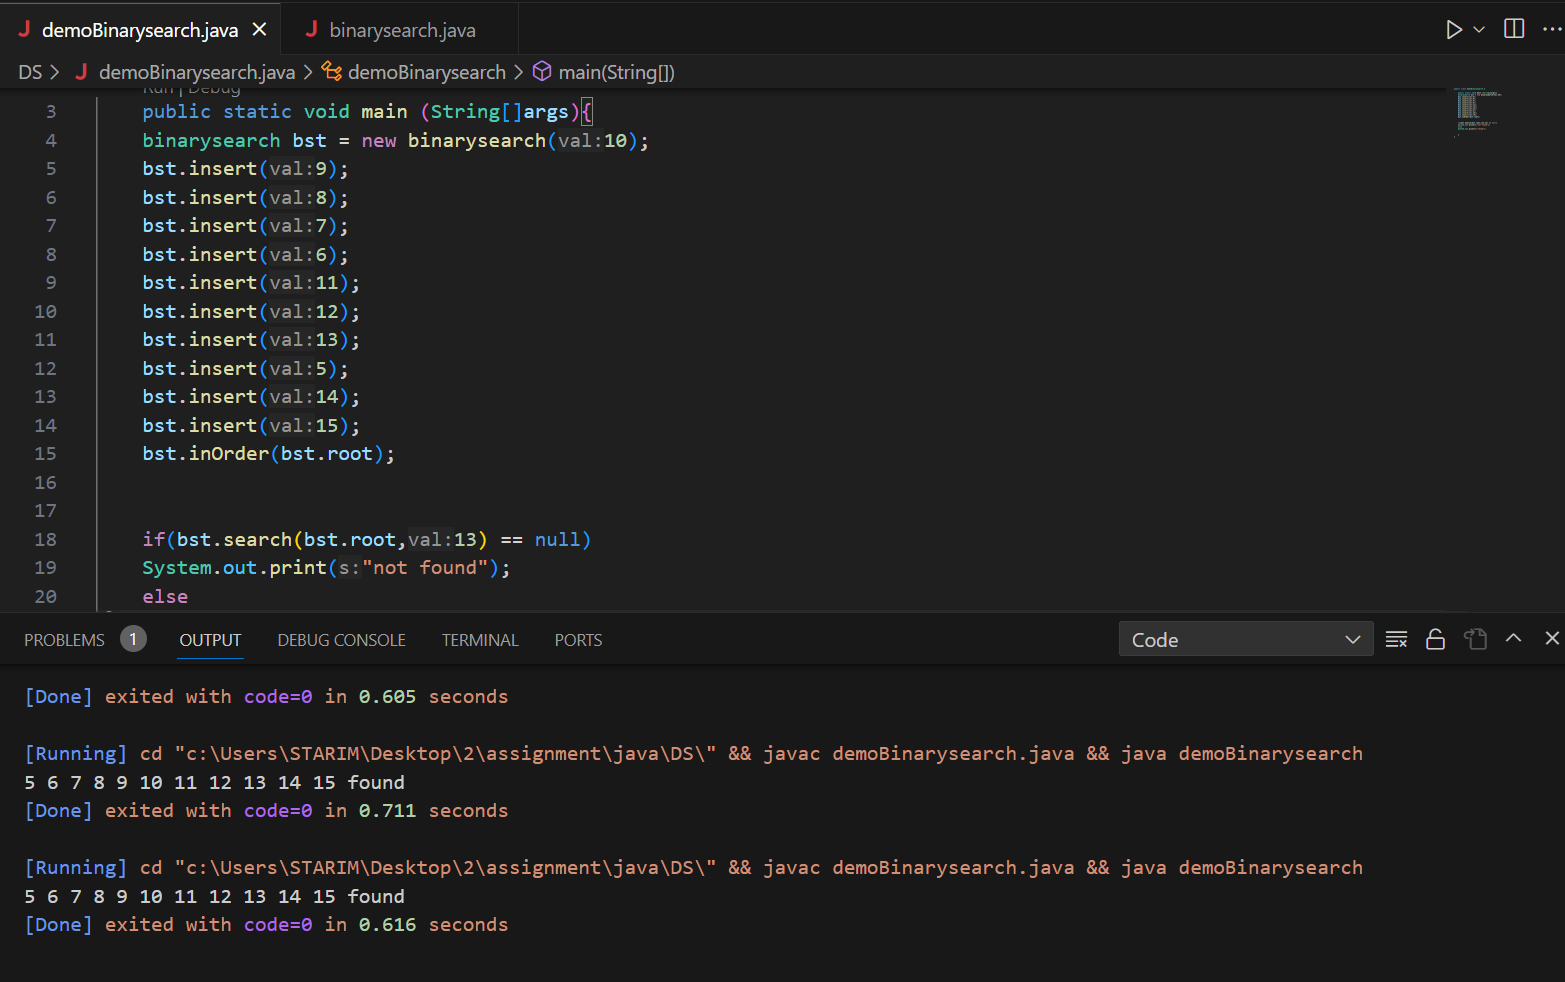 demoBinarysearch.java
binarysearch.java
DS > demoBinarysearch.java > demoBinarysearch > main(String[])
Run | Debug
3 public static void main (String[]args){
4 binarysearch bst = new binarysearch(val:10);
5 bst.insert(val:9);
6 bst.insert(val:8);
7 bst.insert(val:7);
8 bst.insert(val:6);
9 bst.insert(val:11);
10 bst.insert(val:12);
11 bst.insert(val:13);
12 bst.insert(val:5);
13 bst.insert(val:14);
14 bst.insert(val:15);
15 bst.inOrder(bst.root);
16
17
18 if(bst.search(bst.root,val:13) == null)
19 System.out.print(s:"not found");
20 else
PROBLEMS 1 OUTPUT DEBUG CONSOLE TERMINAL PORTS Code
[Done] exited with code=0 in 0.605 seconds
[Running] cd "c:\Users\STARIM\Desktop\2\assignment\java\DS\" && javac demoBinarysearch.java && java demoBinarysearch
5 6 7 8 9 10 11 12 13 14 15 found
[Done] exited with code=0 in 0.711 seconds
[Running] cd "c:\Users\STARIM\Desktop\2\assignment\java\DS\" && javac demoBinarysearch.java && java demoBinarysearch
5 6 7 8 9 10 11 12 13 14 15 found
[Done] exited with code=0 in 0.616 seconds